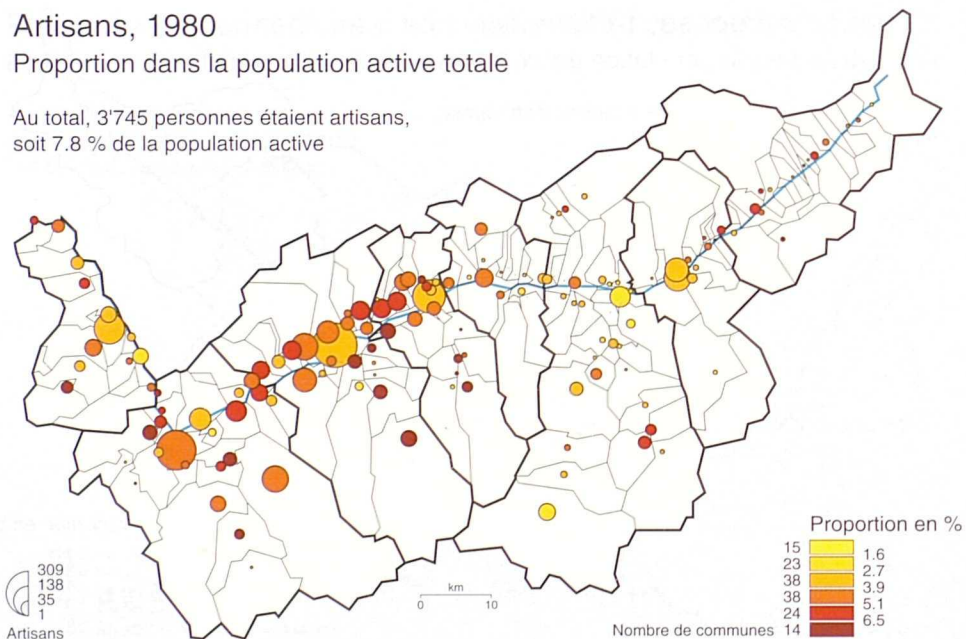 Artisans, 1980
Proportion dans la population active totale
Au total, 3'745 personnes étaient artisans,
soit 7.8 % de la population active
309
138
35
1
Artisans
km
0 10
Proportion en %
15
1.6
23
2.7
38
3.9
38
5.1
24
6.5
Nombre de communes 14